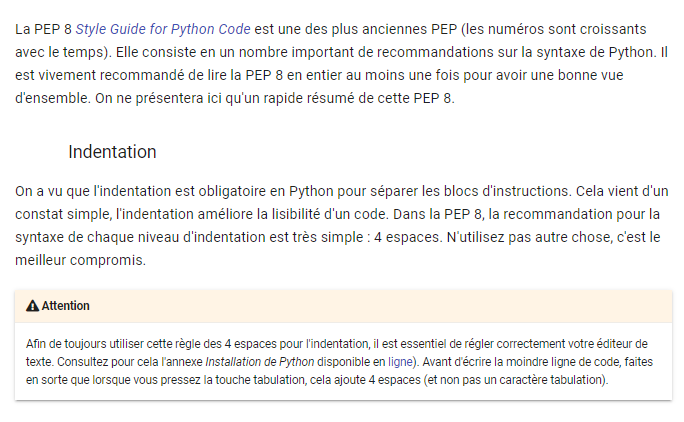 La PEP 8 Style Guide for Python Code est une des plus anciennes PEP (les numéros sont croissants
avec le temps). Elle consiste en un nombre important de recommandations sur la syntaxe de Python. Il
est vivement recommandé de lire la PEP 8 en entier au moins une fois pour avoir une bonne vue
d'ensemble. On ne présentera ici qu'un rapide résumé de cette PEP 8.
Indentation
On a vu que l'indentation est obligatoire en Python pour séparer les blocs d'instructions. Cela vient d'un
constat simple, l'indentation améliore la lisibilité d'un code. Dans la PEP 8, la recommandation pour la
syntaxe de chaque niveau d'indentation est très simple : 4 espaces. N'utilisez pas autre chose, c'est le
meilleur compromis.
Attention
Afin de toujours utiliser cette règle des 4 espaces pour l'indentation, il est essentiel de régler correctement votre éditeur de
texte. Consultez pour cela l'annexe Installation de Python disponible en ligne). Avant d'écrire la moindre ligne de code, faites
en sorte que lorsque vous pressez la touche tabulation, cela ajoute 4 espaces (et non pas un caractère tabulation).